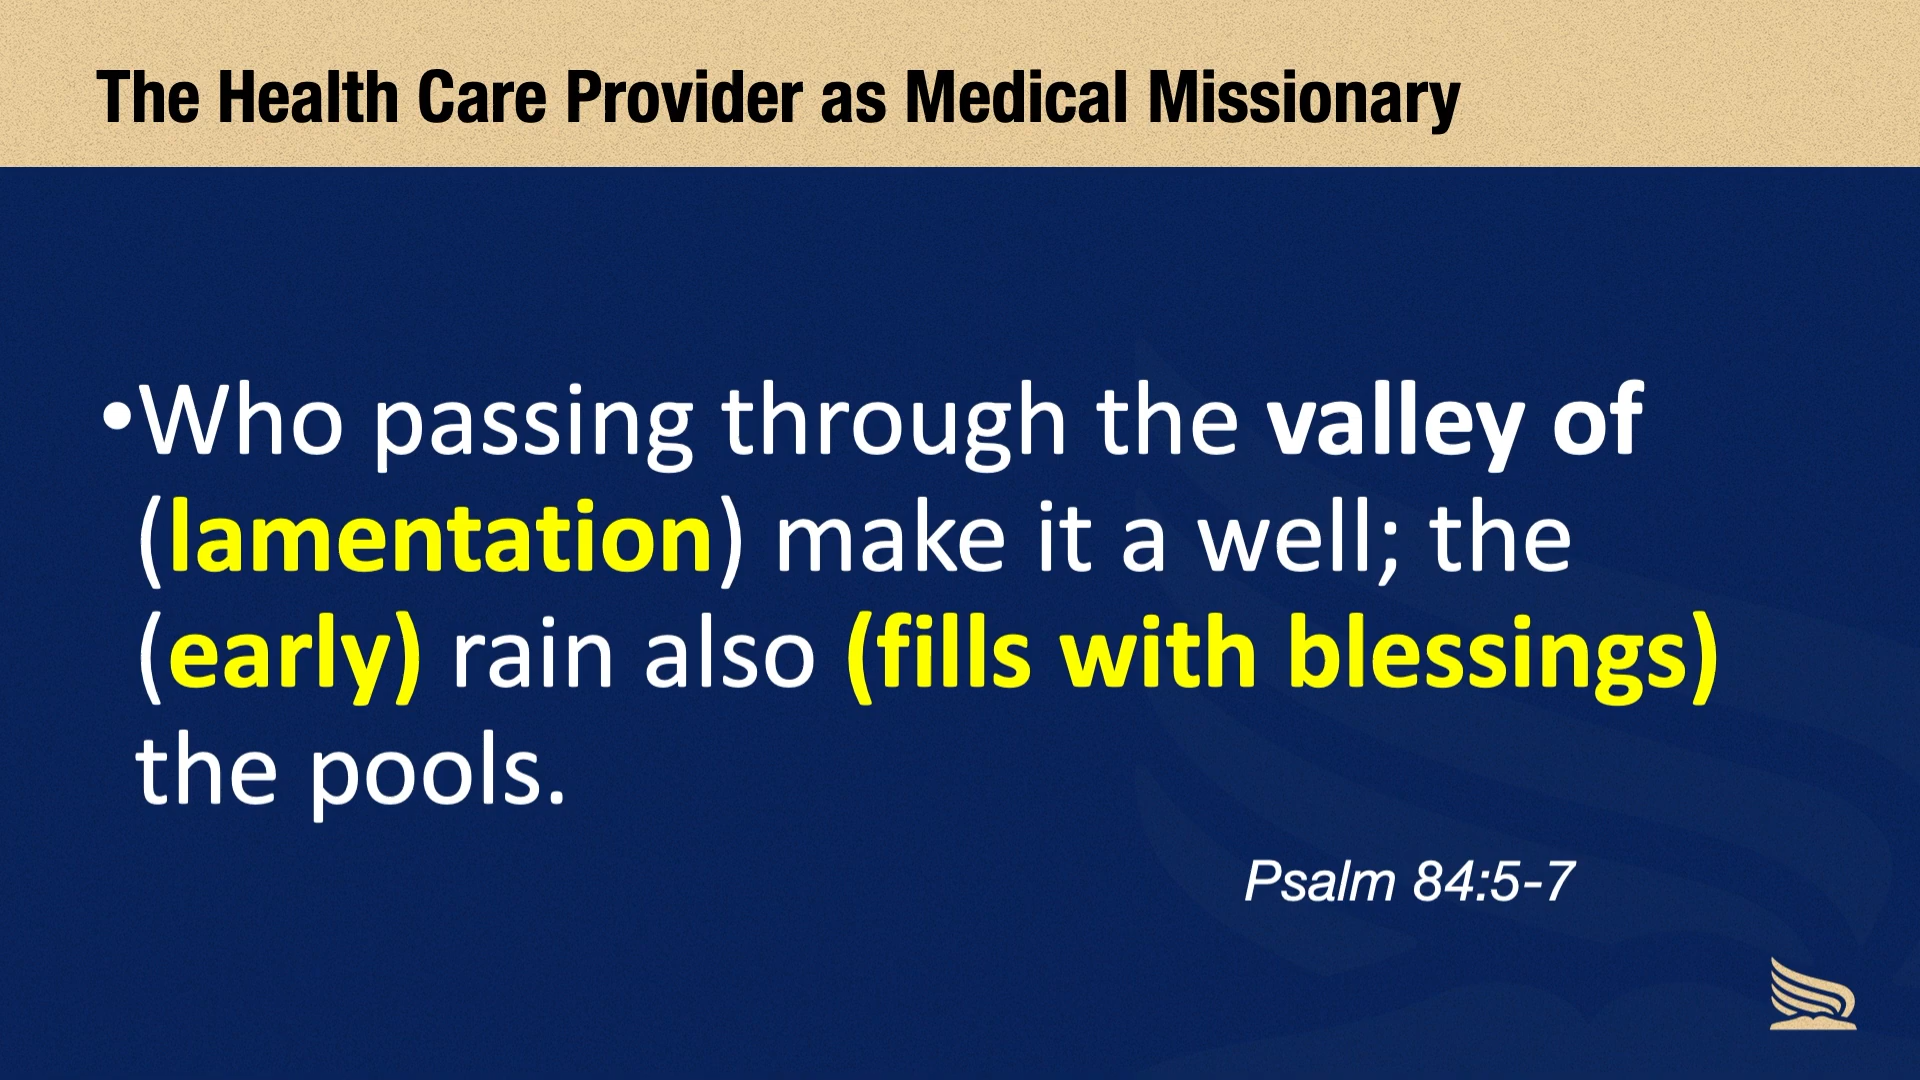 The Health Care Provider as Medical Missionary
•Who passing through the valley of
(lamentation) make it a well; the
(early) rain also (fills with blessings)
the pools.
Psalm 84:5-7